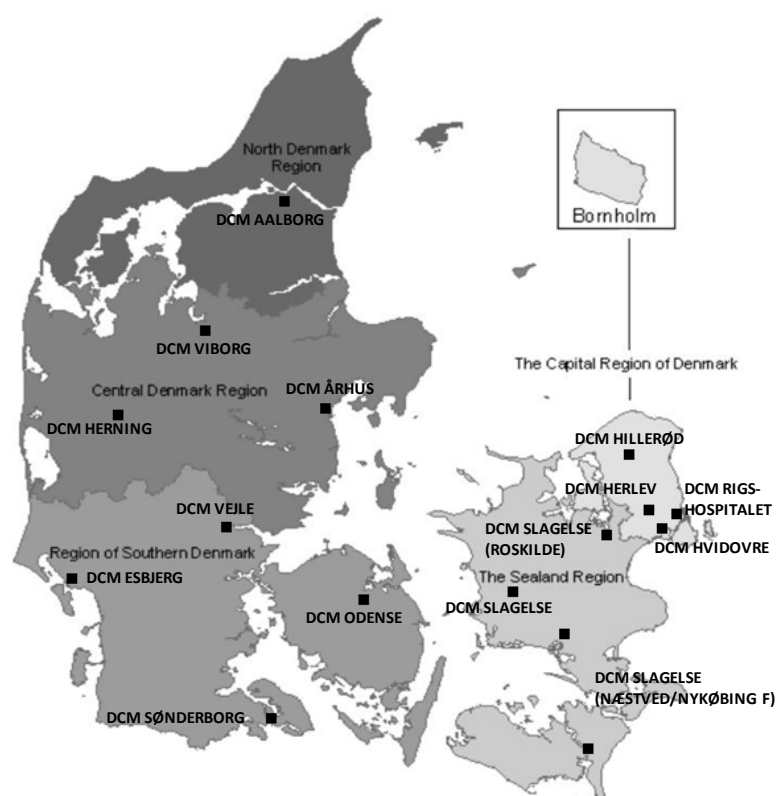 North Denmark
Region
DCM AALBORG
Bornholm
DCM VIBORG
The Capital Region of Denmark
Central Denmark Region
DCM ÅRHUS
DCM HERNING
DCM HILLERØD
DCM HERLEV
DCM RIGS-
HOSPITALET
DCM VEJLE
DCM SLAGELSE
(ROSKILDE)
DCM HVIDOVRE
Region of Southern Denmark
DCM ESBJERG
The Sealand Region
DCM SLAGELSE
DCM ODENSE
DCM SLAGELSE
(NÆSTVED/NYKØBING F)
DCM SØNDERBORG